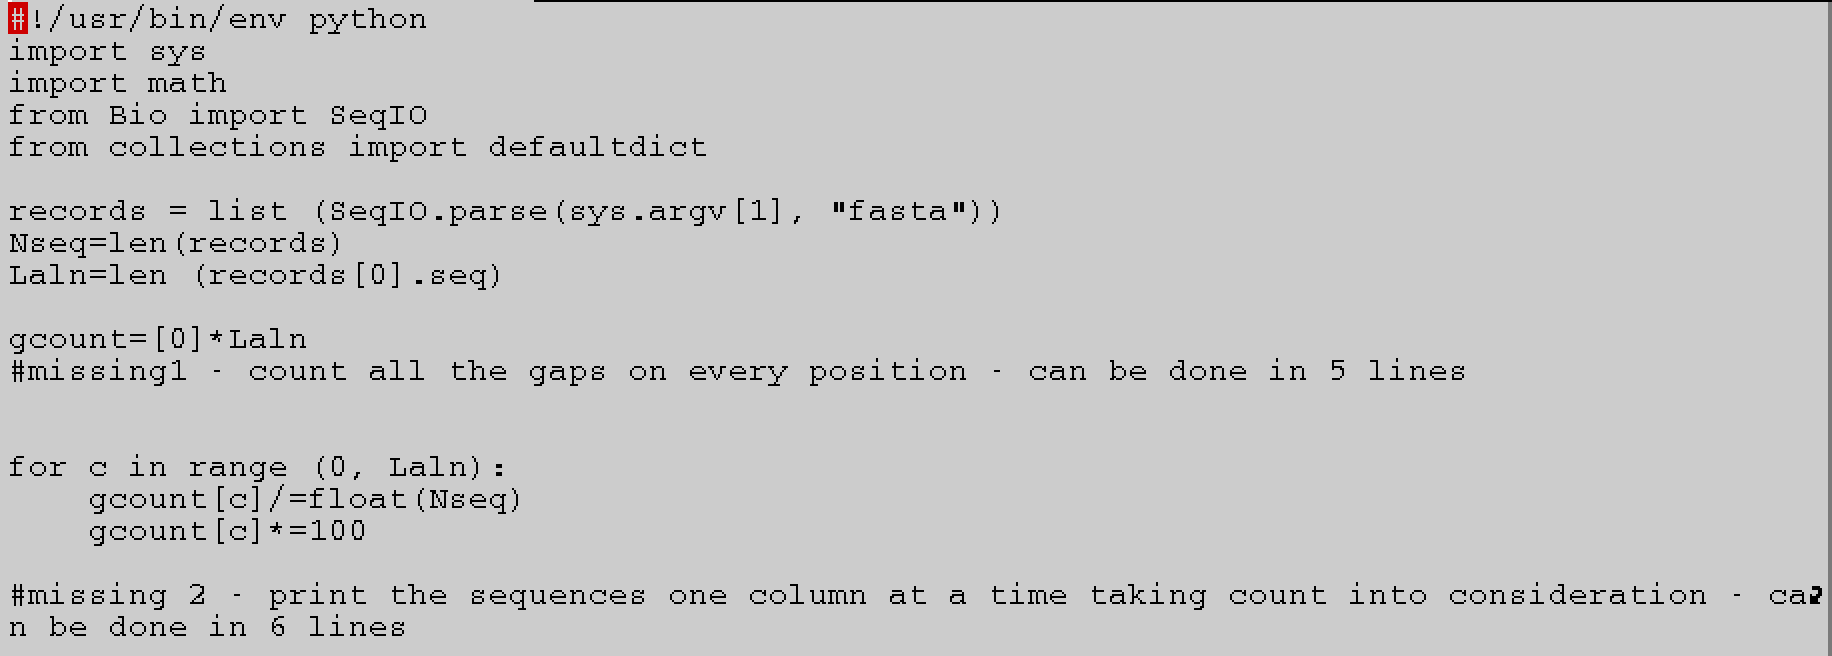 #!/usr/bin/env python
import sys
import math
from Bio import SeqIO
from collections import defaultdict

records = list (SeqIO.parse(sys.argv[1], "fasta"))
Nseq=len(records)
Laln=len (records[0].seq)

gcount=[0]*Laln
#missing1 - count all the gaps on every position - can be done in 5 lines

for c in range (0, Laln):
    gcount[c]/=float(Nseq)
    gcount[c]*=100

#missing 2 - print the sequences one column at a time taking count into consideration - ca
n be done in 6 lines